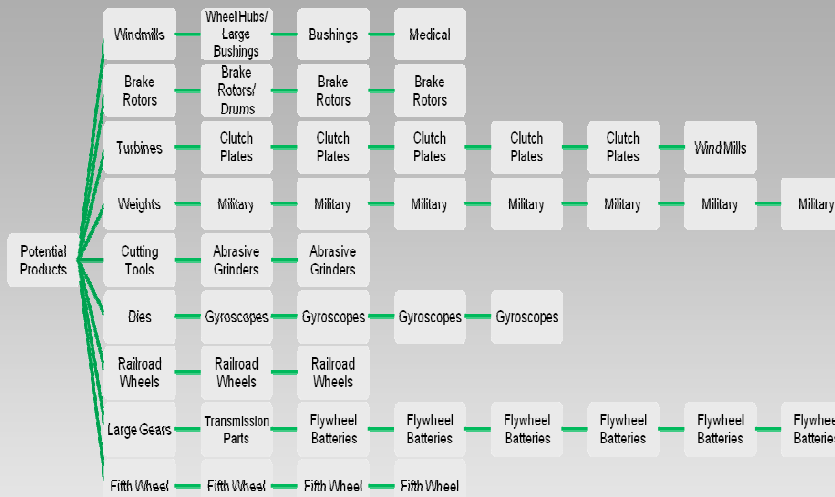 Windmills
Wheel Hubs/
Large
Bushings
Bushings
Medical
Brake
Rotors
Brake
Rotors/
Drums
Brake
Rotors
Brake
Rotors
Turbines
Clutch
Plates
Clutch
Plates
Clutch
Plates
Clutch
Plates
Clutch
Plates
Wind Mills
Weights
Military
Military
Military
Military
Military
Military
Military
Potential
Products
Cutting
Tools
Abrasive
Grinders
Abrasive
Grinders
Dies
Gyroscopes
Gyroscopes
Gyroscopes
Gyroscopes
Railroad
Wheels
Railroad
Wheels
Railroad
Wheels
Large Gears
Transmission
Parts
Flywheel
Batteries
Flywheel
Batteries
Flywheel
Batteries
Flywheel
Batteries
Flywheel
Batteries
Flywhee
Batterie
Fifth Wheel
Fifth Wheel
Fifth Wheel
Fifth Wheel